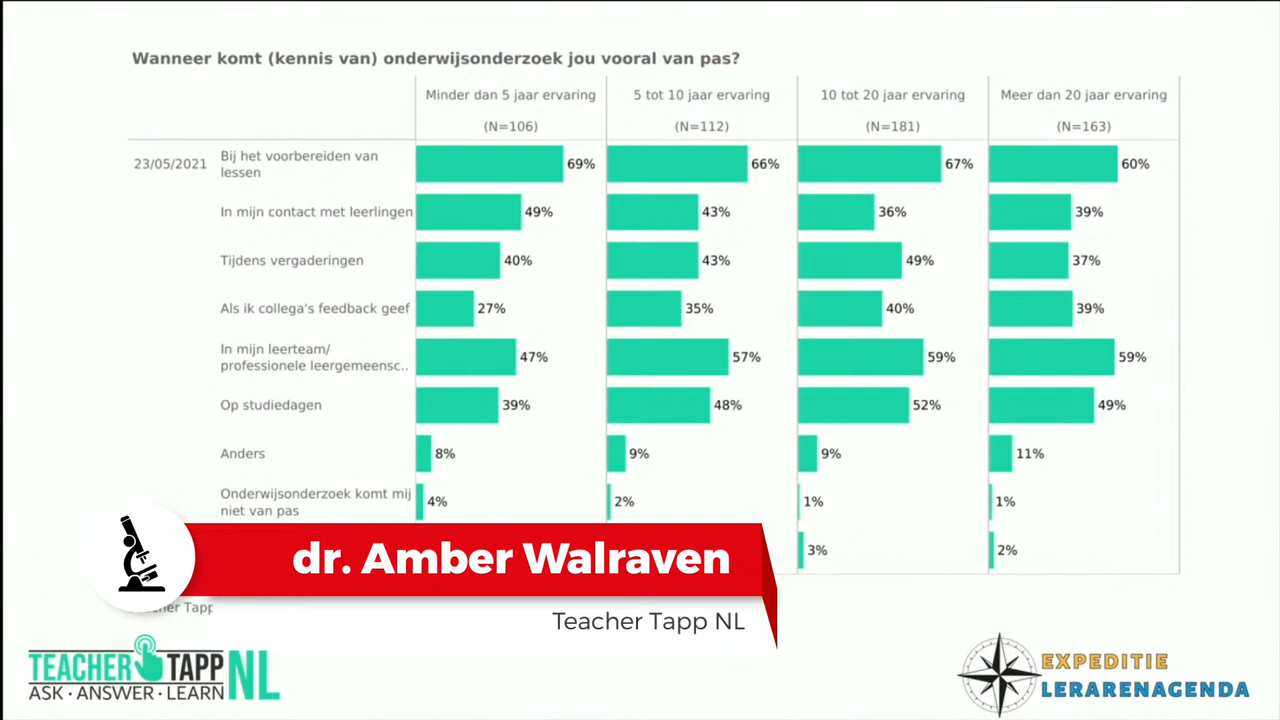 Wanneer komt (kennis van) onderwijsonderzoek jou vooral van pas?
Minder dan 5 jaar ervaring 5 tot 10 jaar ervaring 10 tot 20 jaar ervaring Meer dan 20 jaar ervaring
(N=106) (N=112) (N=181) (N=163)
23/05/2021 Bij het voorbereiden van
lessen 69% 66% 67% 60%
In mijn contact met leerlingen 49% 43% 36% 39%
Tijdens vergaderingen 40% 43% 49% 37%
Als ik collega's feedback geef 27% 35% 40% 39%
In mijn leerteam/
professionele leergemeensc.. 47% 57% 59% 59%
Op studiedagen 39% 48% 52% 49%
Anders 8% 9% 9% 11%
Onderwijsonderzoek komt mij
niet van pas 4% 2% 1% 1%
3% 2%
dr. Amber Walraven
Tapp
Teacher Tapp NL
TEACHER TAPP NL
ASK · ANSWER · LEARN
EXPEDITIE
LERARENAGENDA